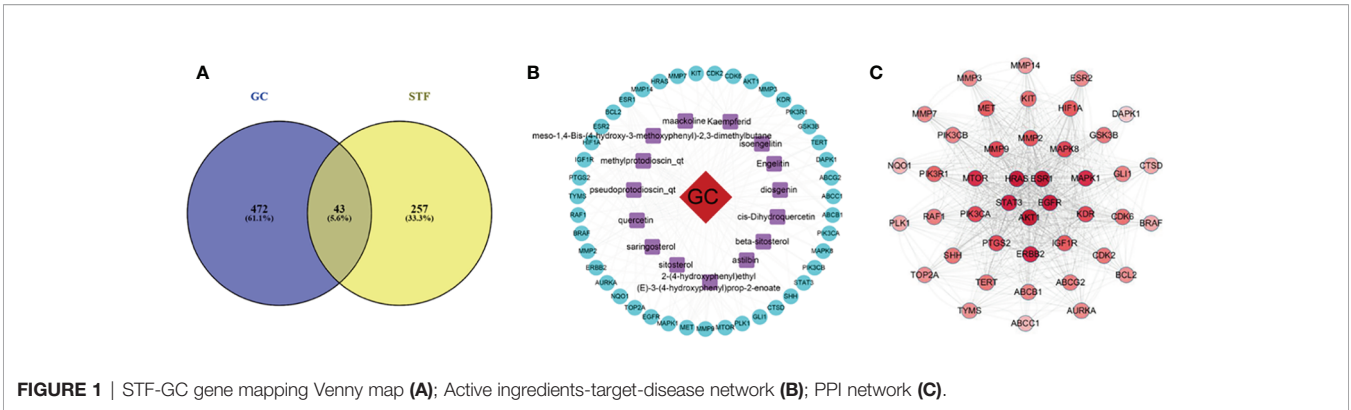 A
GC
STF
472
(61.1%)
43
(5.6%)
257
(33.3%)
B
KIT
CDK2
CDK6
AKT1
MMP3
KDR
PIK3R1
GSK3B
TERT
DAPK1
ABCG2
ABCC1
ABCB1
PIK3CA
MAPK8
PIK3CB
STAT3
SHH
CTSD
GLI1
PLK1
MTOR
MMP9
MET
MAPK1
EGFR
TOP2A
NQO1
AURKA
ERBB2
MMP2
BRAF
RAF1
TYMS
PTGS2
IGF1R
HIF1A
ESR2
BCL2
ESR1
MMP14
HRAS
MMP7
maackoline
Kaempferid
meso-1,4-Bis-(4-hydroxy-3-methoxyphenyl)-2,3-dimethylbutane
isoengelitin
methylprotodioscin_qt
Engelitin
pseudoprotodioscin_qt
diosgenin
GC
quercetin
cis-Dihydroquercetin
saringosterol
beta-sitosterol
sitosterol
astilbin
2-(4-hydroxyphenyl)ethyl
(E)-3-(4-hydroxyphenyl)prop-2-enoate
C
MMP14
MMP3
ESR2
MET
KIT
HIF1A
MMP7
DAPK1
PIK3CB
MMP2
GSK3B
MMP9
MAPK8
NQO1
CTSD
PIK3R1
MTOR
HRAS
ESR1
MAPK1
GLI1
STAT3
EGFR
PLK1
RAF1
PIK3CA
AKT1
KDR
CDK6
BRAF
PTGS2
IGF1R
SHH
ERBB2
CDK2
TOP2A
TERT
ABCB1
ABCG2
BCL2
TYMS
ABCC1
AURKA
FIGURE 1 | STF-GC gene mapping Venny map (A); Active ingredients-target-disease network (B); PPI network (C).